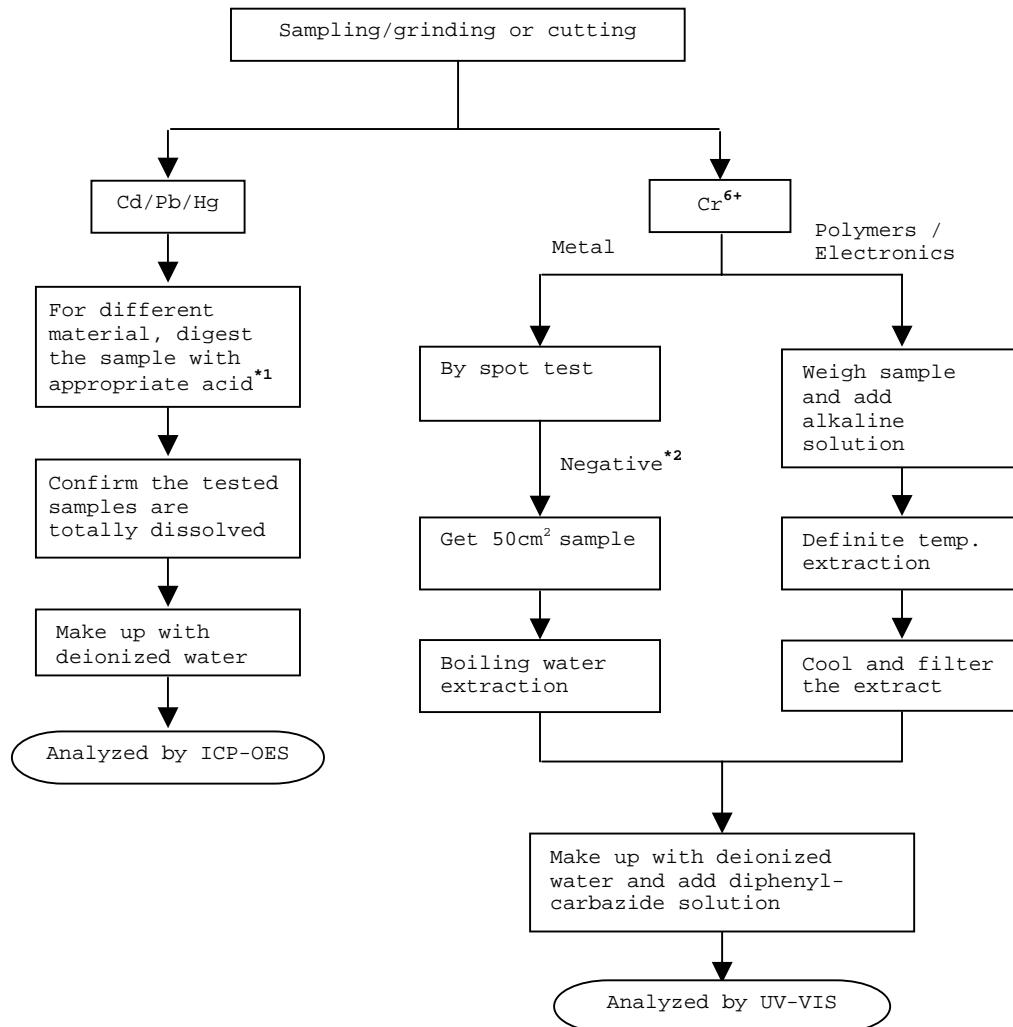 Sampling/grinding or cutting
Cd/Pb/Hg
Cr6+
Metal
Polymers /
Electronics
For different
material, digest
the sample with
appropriate acid*1
By spot test
Weigh sample
and add
alkaline
solution
Negative*2
Confirm the tested
samples are
totally dissolved
Get 50cm2 sample
Definite temp.
extraction
Make up with
deionized water
Boiling water
extraction
Cool and filter
the extract
Analyzed by ICP-OES
Make up with deionized
water and add diphenyl-
carbazide solution
Analyzed by UV-VIS